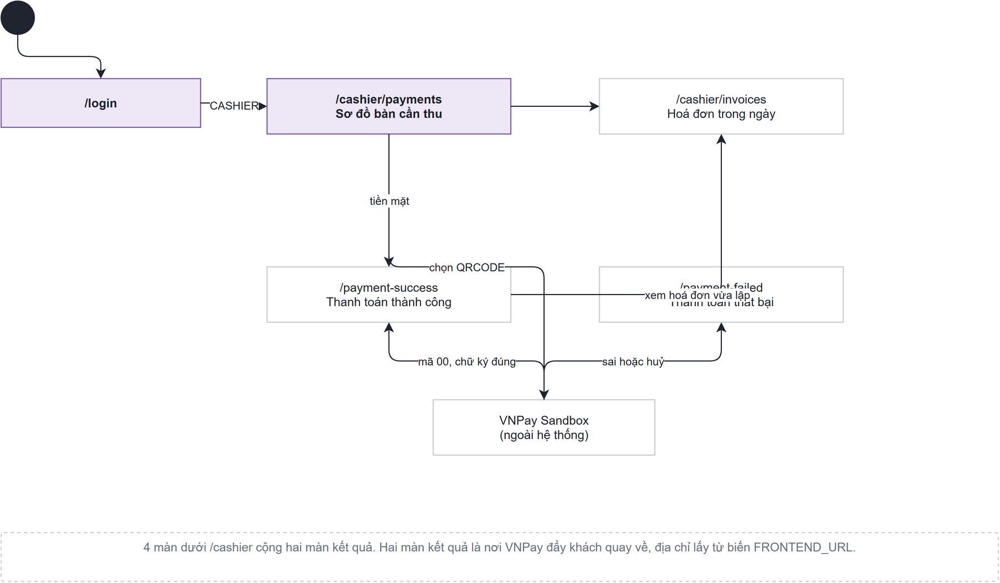 /login
CASHIER
/cashier/payments
Sơ đồ bàn cần thu
/cashier/invoices
Hoá đơn trong ngày
tiền mặt
chọn QRCODE
/payment-success
Thanh toán thành công
/payment-failed
xem hoá đơn vừa lập
Thanh toán thất bại
mã 00, chữ ký đúng
sai hoặc huỷ
VNPay Sandbox
(ngoài hệ thống)
4 màn dưới /cashier cộng hai màn kết quả. Hai màn kết quả là nơi VNPay đẩy khách quay về, địa chỉ lấy từ biến FRONTEND_URL.